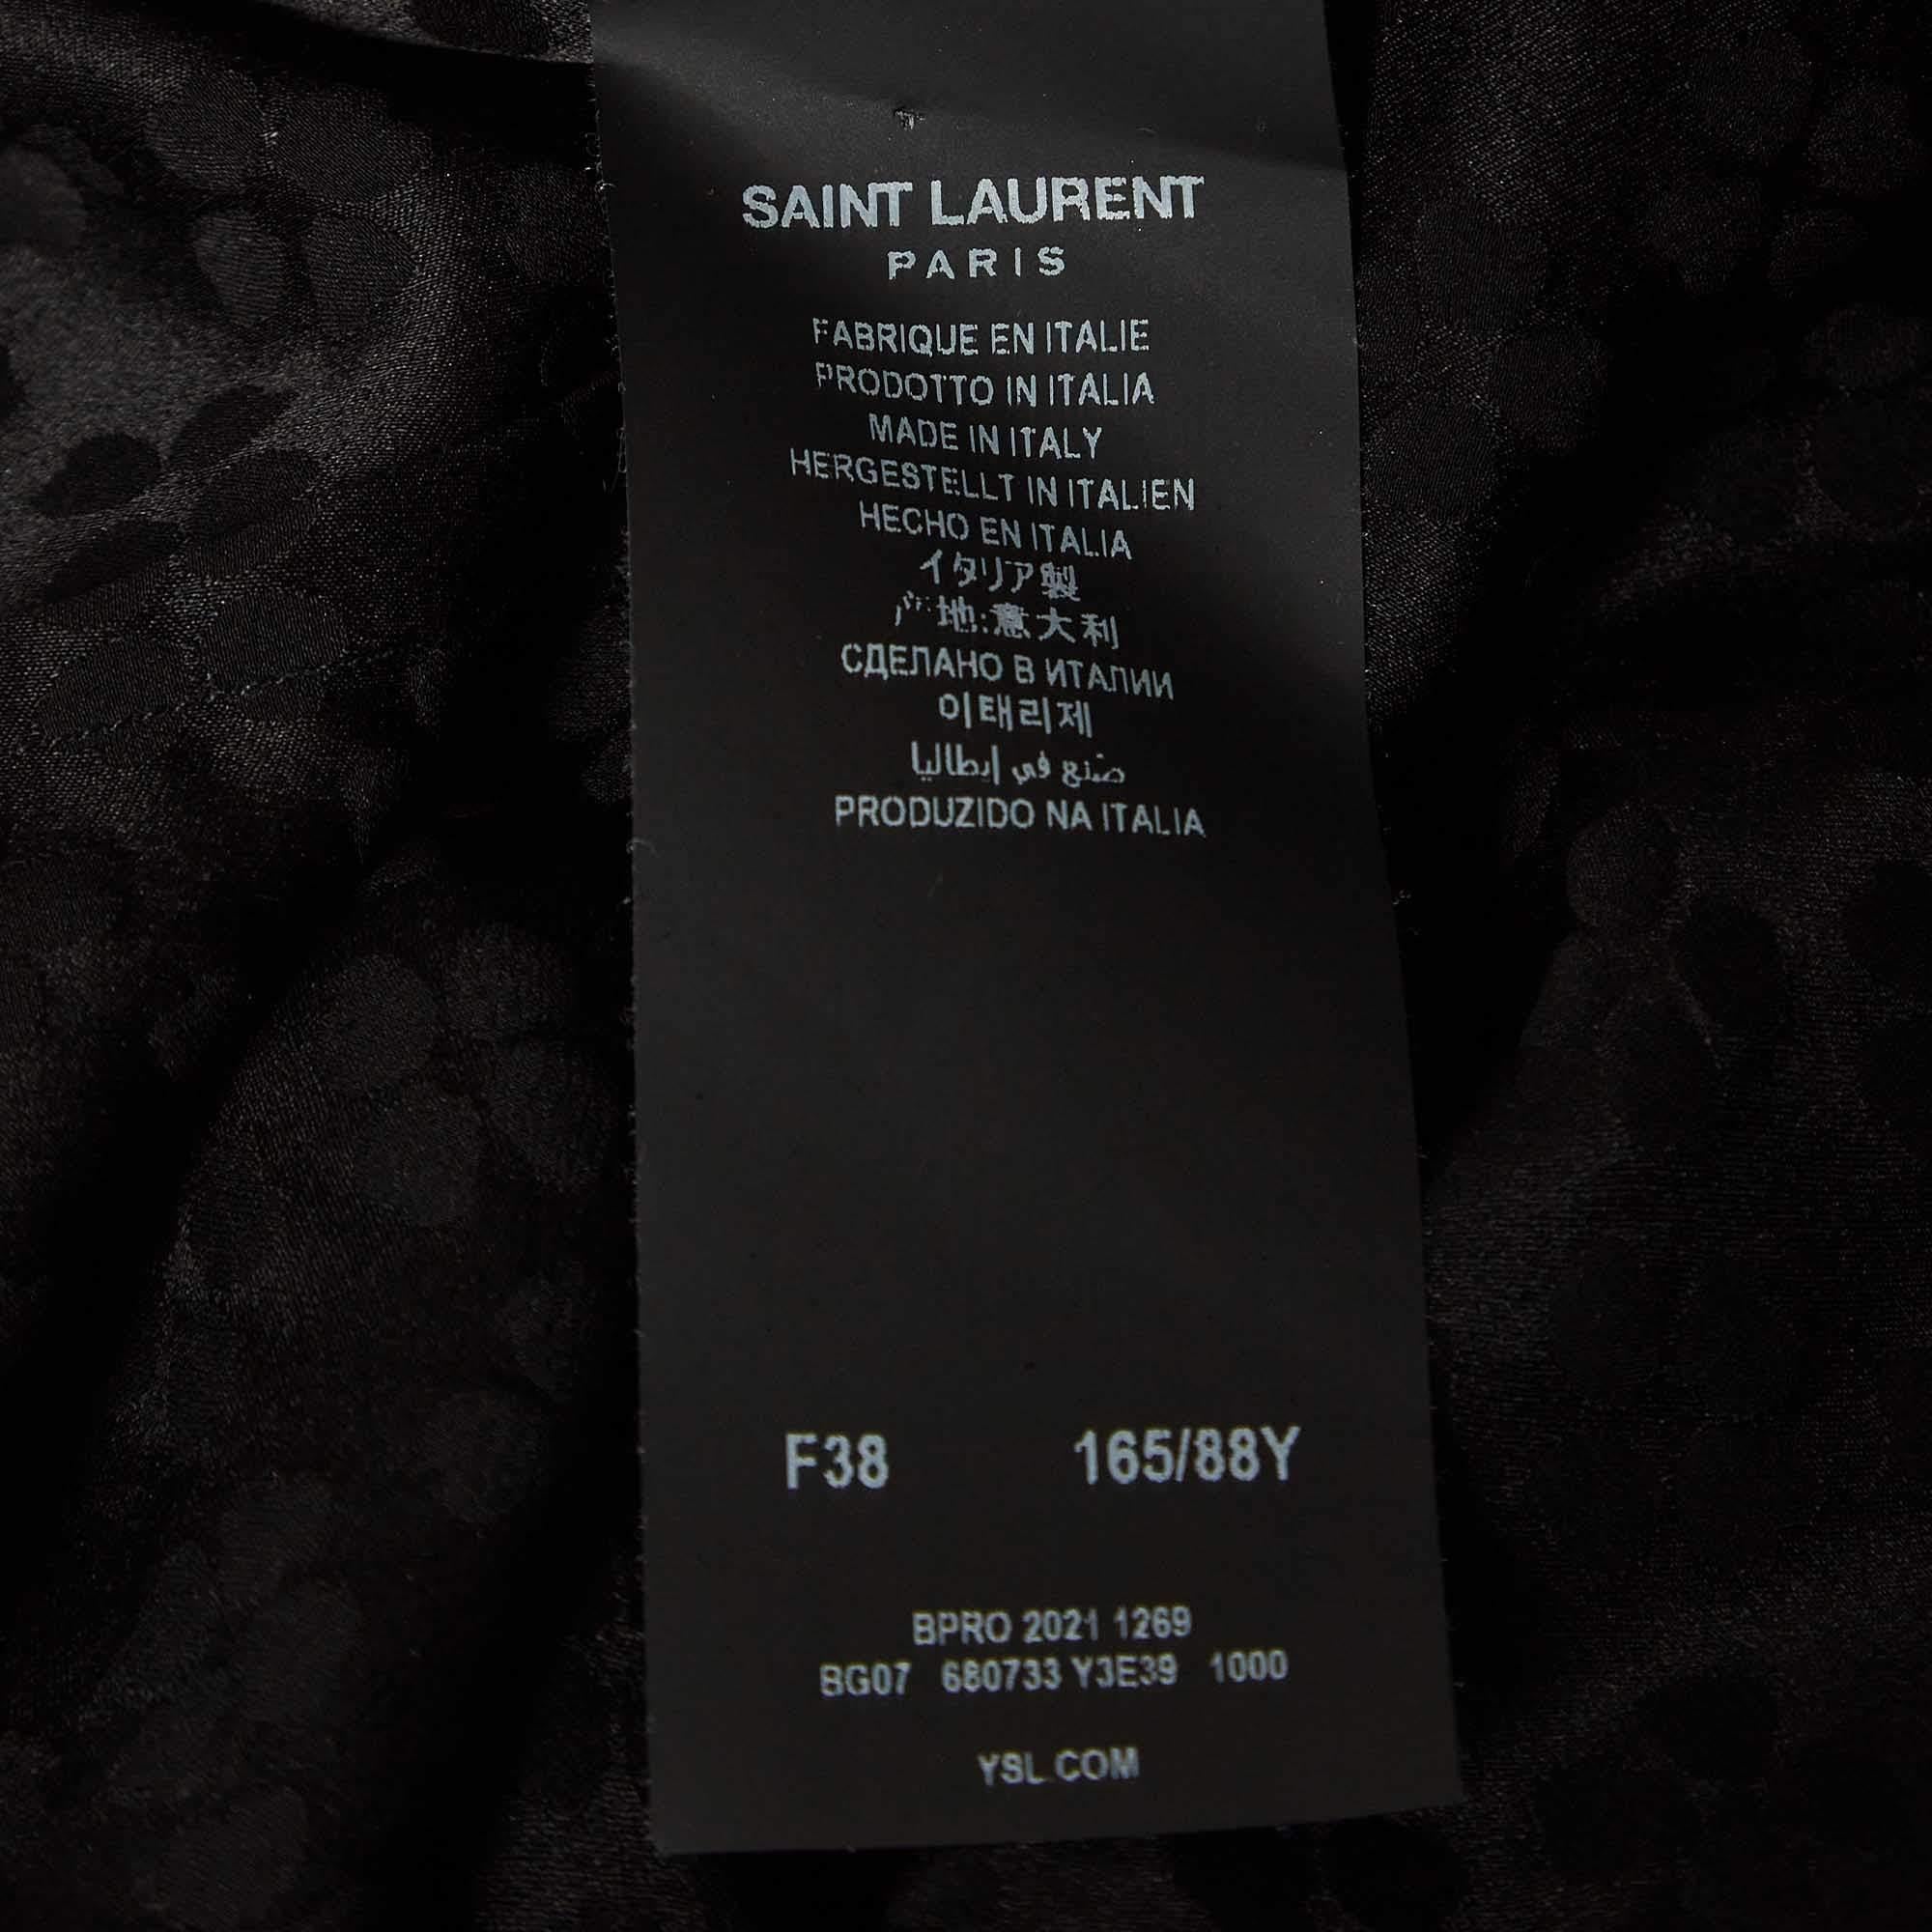 SAINT LAURENT
PARIS
FABRIQUE EN ITALIE
PRODOTTO IN ITALIA
MADE IN ITALY
HERGESTELLT IN ITALIEN
HECHO EN ITALIA
イタリア製
产地:意大利
СДЕЛАНО В ИТАЛИИ
이태리제
صنع في إيطاليا
PRODUZIDO NA ITALIA
F38 165/88Y
BPRO 2021 1269
BG07 680733 Y3E39 1000
YSL.COM